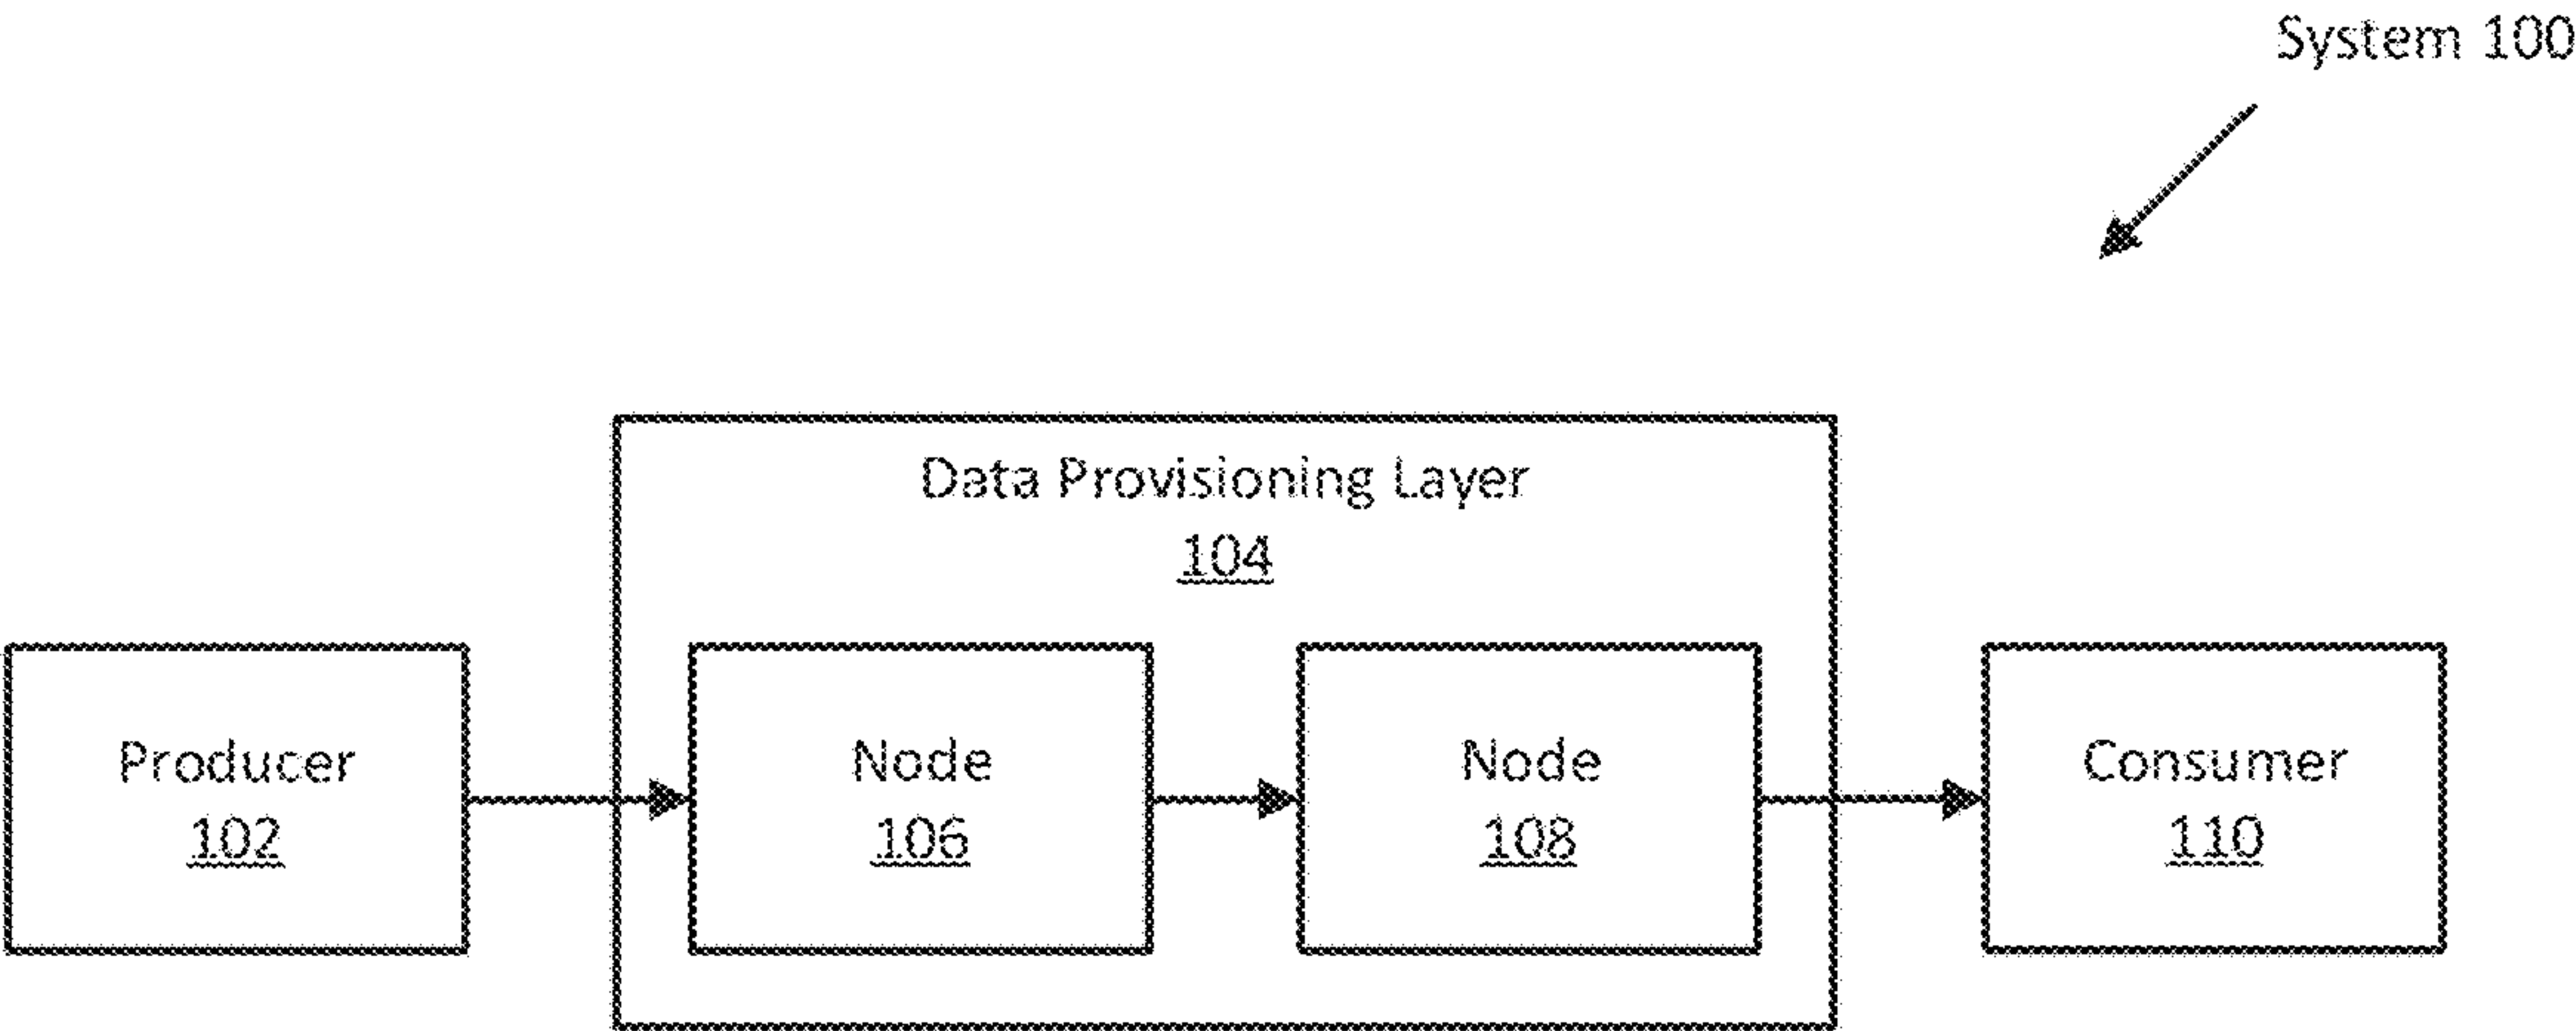 System 100
Data Provisioning Layer
104
Producer
102
Node
106
Node
108
Consumer
110